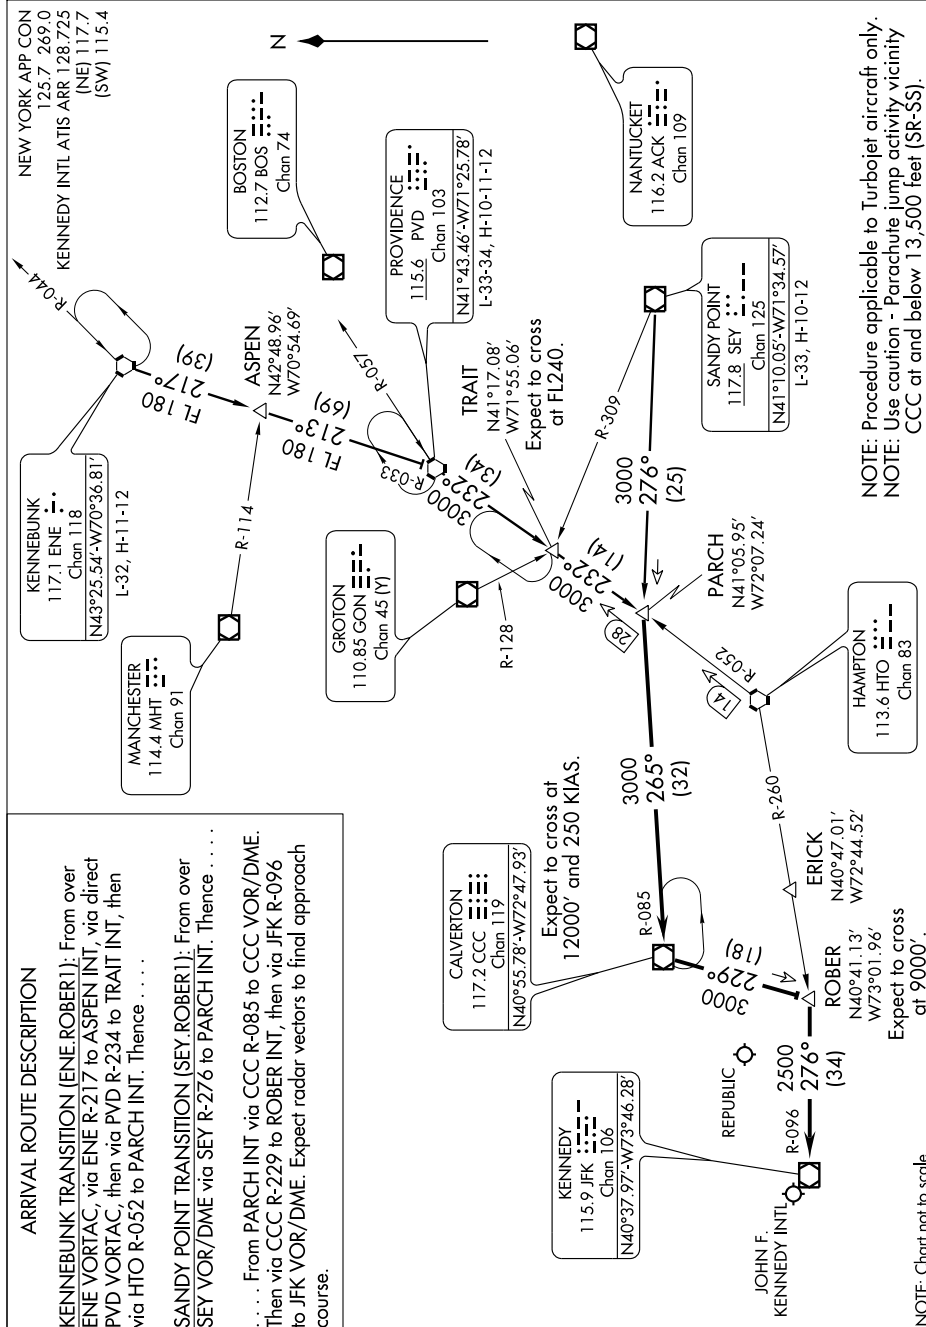 NEW YORK APP CON
125.7 269.0
KENNEDY INTL ATIS ARR 128.725
(NE) 117.7
(SW) 115.4
ARRIVAL ROUTE DESCRIPTION
KENNEBUNK TRANSITION (ENE.ROBER1): From over
ENE VORTAC, via ENE R-217 to ASPEN INT, via direct
PVD VORTAC, then via PVD R-234 to TRAIT INT, then
via HTO R-052 to PARCH INT. Thence . . . .
SANDY POINT TRANSITION (SEY.ROBER1): From over
SEY VOR/DME via SEY R-276 to PARCH INT. Thence . . . .
. . . . From PARCH INT via CCC R-085 to CCC VOR/DME.
Then via CCC R-229 to ROBER INT, then via JFK R-096
to JFK VOR/DME. Expect radar vectors to final approach
course.
KENNEBUNK
117.1 ENE
Chan 118
N43°25.54′-W70°36.81′
L-32, H-11-12
R-044
FL 180
217°
(39)
MANCHESTER
114.4 MHT
Chan 91
R-114
ASPEN
N42°48.96′
W70°54.69′
BOSTON
112.7 BOS
Chan 74
N
FL 180
213°
(69)
R-033
R-057
PROVIDENCE
115.6 PVD
Chan 103
N41°43.46′-W71°25.78′
L-33-34, H-10-11-12
GROTON
110.85 GON
Chan 45 (Y)
R-128
3000
232°
(34)
TRAIT
N41°17.08′
W71°55.06′
Expect to cross
at FL240.
NANTUCKET
116.2 ACK
Chan 109
3000
232°
(14)
28
R-309
SANDY POINT
117.8 SEY
Chan 125
N41°10.05′-W71°34.57′
L-33, H-10-12
3000
276°
(25)
PARCH
N41°05.95′
W72°07.24′
CALVERTON
117.2 CCC
Chan 119
N40°55.78′-W72°47.93′
Expect to cross at
12000′ and 250 KIAS.
R-085
3000
265°
(32)
14
R-052
HAMPTON
113.6 HTO
Chan 83
R-260
ERICK
N40°47.01′
W72°44.52′
3000
229°
(18)
ROBER
N40°41.13′
W73°01.96′
Expect to cross
at 9000′.
KENNEDY
115.9 JFK
Chan 106
N40°37.97′-W73°46.28′
REPUBLIC
R-096
2500
276°
(34)
JOHN F.
KENNEDY INTL
NOTE: Procedure applicable to Turbojet aircraft only.
NOTE: Use caution - Parachute jump activity vicinity
CCC at and below 13,500 feet (SR-SS).
NOTE: Chart not to scale